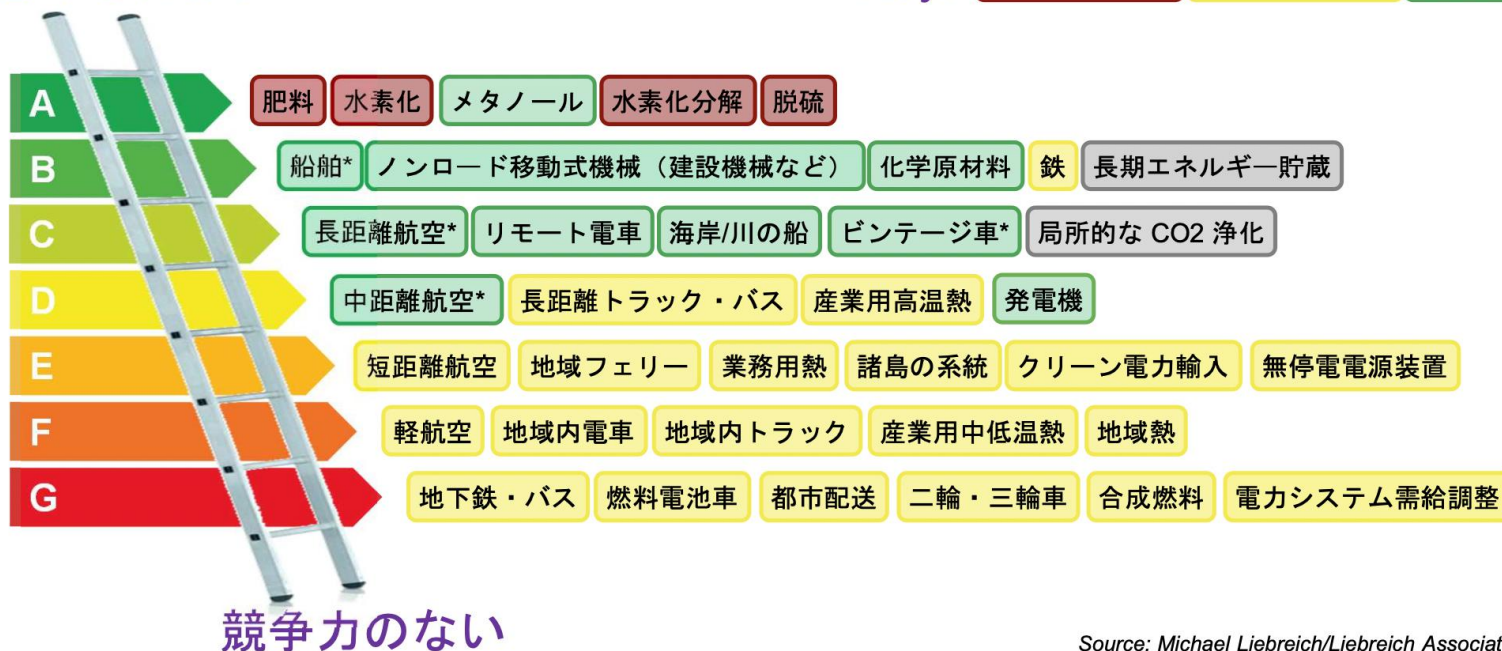 A 肥料 水素化 メタノール 水素化分解 脱硫
B 船舶* ノンロード移動式機械（建設機械など） 化学原材料 鉄 長期エネルギー貯蔵
C 長距離航空* リモート電車 海岸/川の船 ビンテージ車* 局所的な CO2 浄化
D 中距離航空* 長距離トラック・バス 産業用高温熱 発電機
E 短距離航空 地域フェリー 業務用熱 諸島の系統 クリーン電力輸入 無停電電源装置
F 軽航空 地域内電車 地域内トラック 産業用中低温熱 地域熱
G 地下鉄・バス 燃料電池車 都市配送 二輪・三輪車 合成燃料 電力システム需給調整
競争力のない
Source: Michael Liebreich/Liebreich Associat